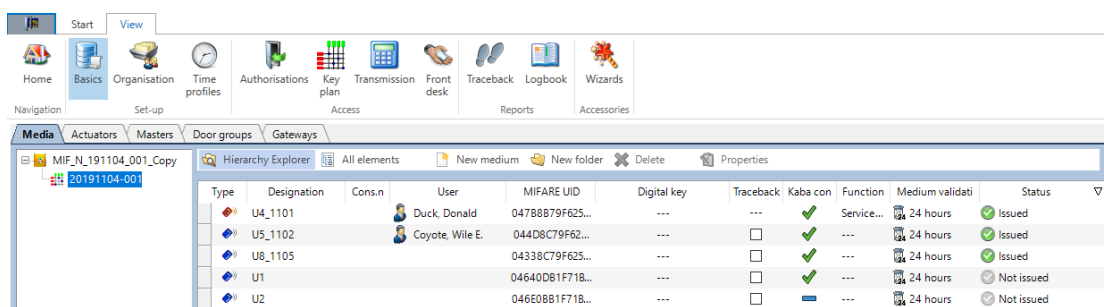 Start View
Home Basics Organisation Time profiles Authorisations Key plan Transmission Front desk Traceback Logbook Wizards
Navigation Set-up Access Reports Accessories
Media Actuators Masters Door groups Gateways
MIF_N_191104_001_Copy
20191104-001
Hierarchy Explorer All elements New medium New folder Delete Properties
Type Designation Cons.n User MIFARE UID Digital key Traceback Kaba con Function Medium validati Status
U4_1101 Duck, Donald 047B8B79F625... --- --- Service... 24 hours Issued
U5_1102 Coyote, Wile E. 044D8C79F62... --- --- 24 hours Issued
U8_1105 04338C79F625... --- --- 24 hours Issued
U1 04640DB1F71B... --- --- 24 hours Not issued
U2 046E0BB1F71B... --- --- 24 hours Not issued